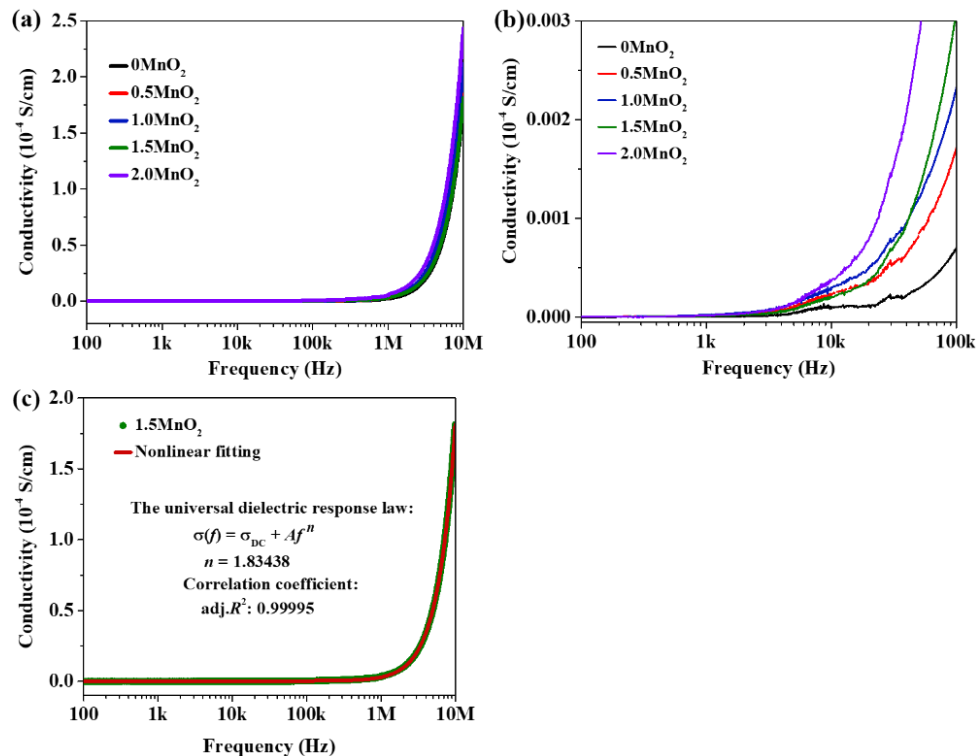 (a)
2.5
2.0
1.5
1.0
0.5
0.0
Conductivity (10⁻⁴ S/cm)
0MnO₂
0.5MnO₂
1.0MnO₂
1.5MnO₂
2.0MnO₂
100 1k 10k 100k 1M 10M
Frequency (Hz)
(b)
0.003
0.002
0.001
0.000
Conductivity (10⁻⁴ S/cm)
0MnO₂
0.5MnO₂
1.0MnO₂
1.5MnO₂
2.0MnO₂
100 1k 10k 100k
Frequency (Hz)
(c)
2.0
1.5
1.0
0.5
0.0
Conductivity (10⁻⁴ S/cm)
1.5MnO₂
Nonlinear fitting
The universal dielectric response law:
σ(f) = σ_DC + Afⁿ
n = 1.83438
Correlation coefficient:
adj.R²: 0.99995
100 1k 10k 100k 1M 10M
Frequency (Hz)